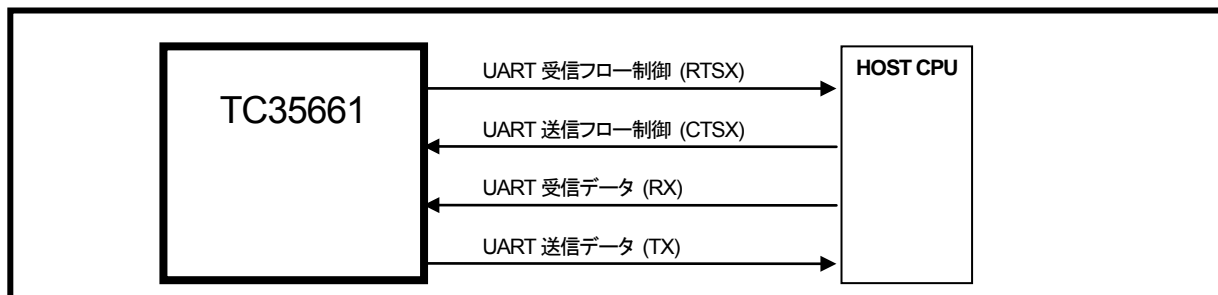 TC35661
UART 受信フロー制御 (RTSX)
UART 送信フロー制御 (CTSX)
UART 受信データ (RX)
UART 送信データ (TX)
HOST CPU